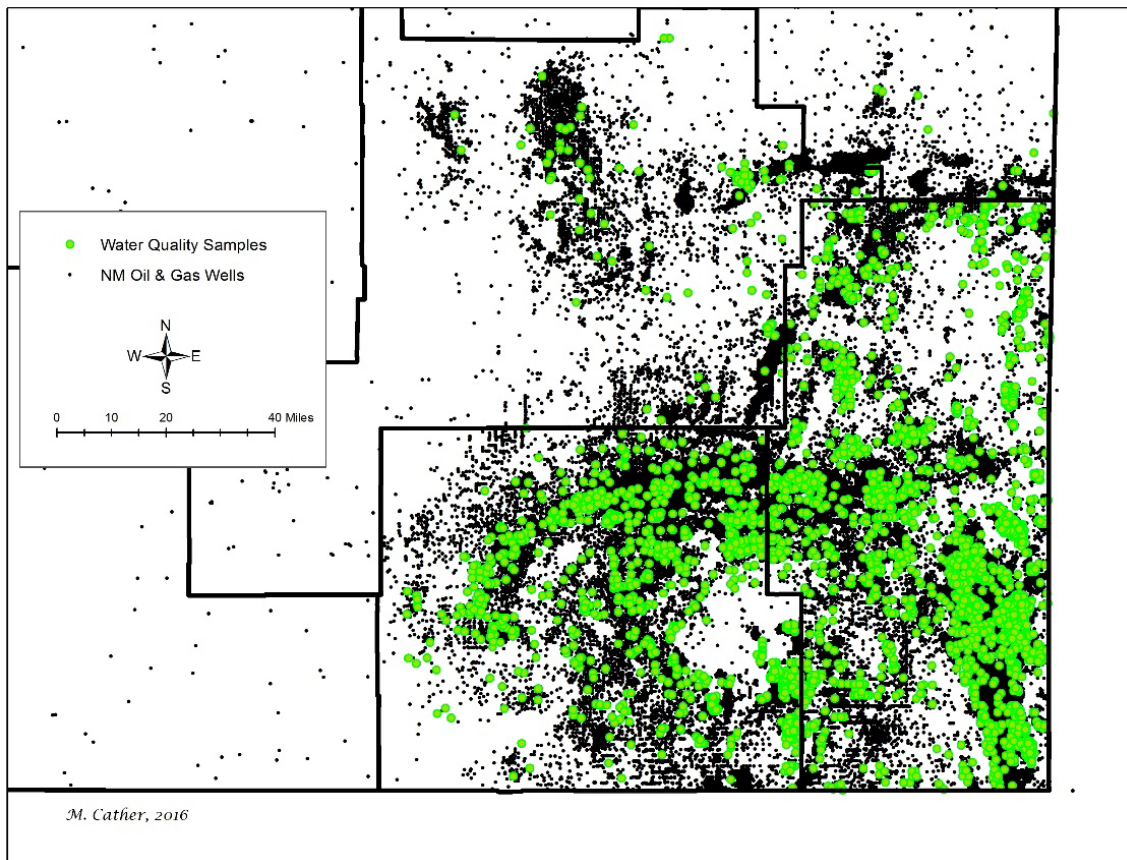 Water Quality Samples
NM Oil & Gas Wells
N
W E
S
0 10 20 40 Miles
M. Cather, 2016